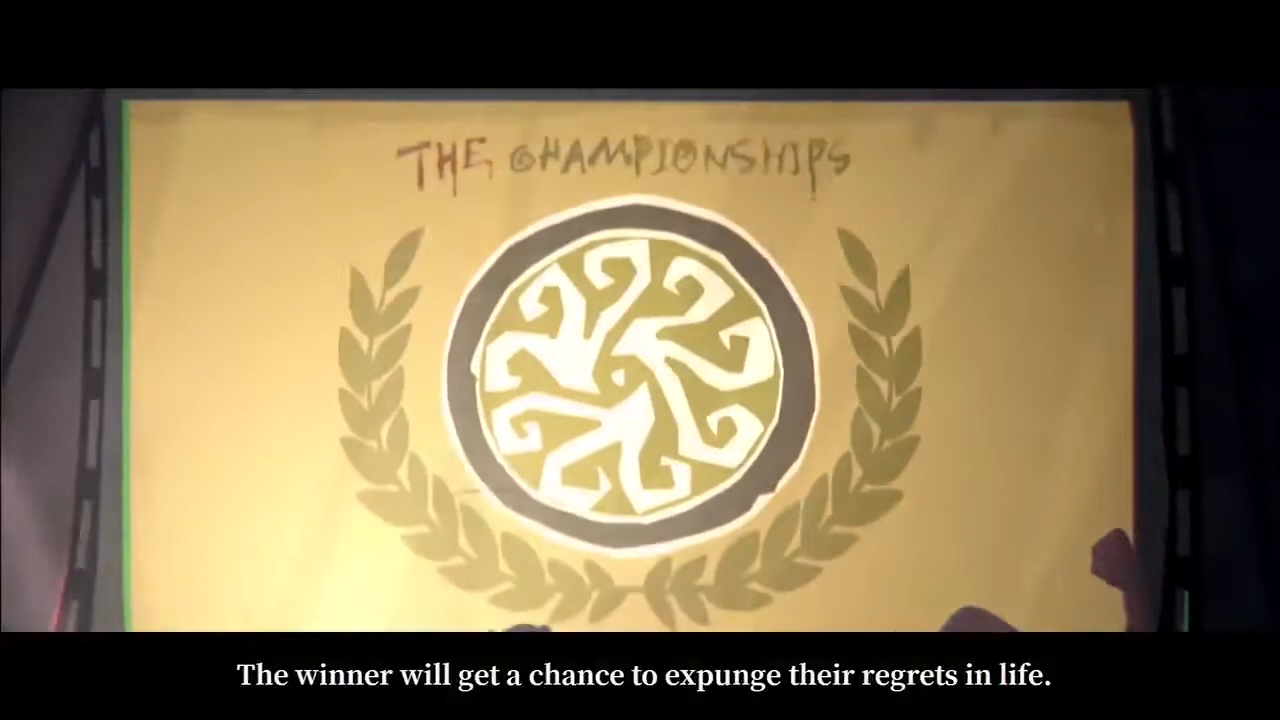 THE CHAMPIONSHIPS
The winner will get a chance to expunge their regrets in life.